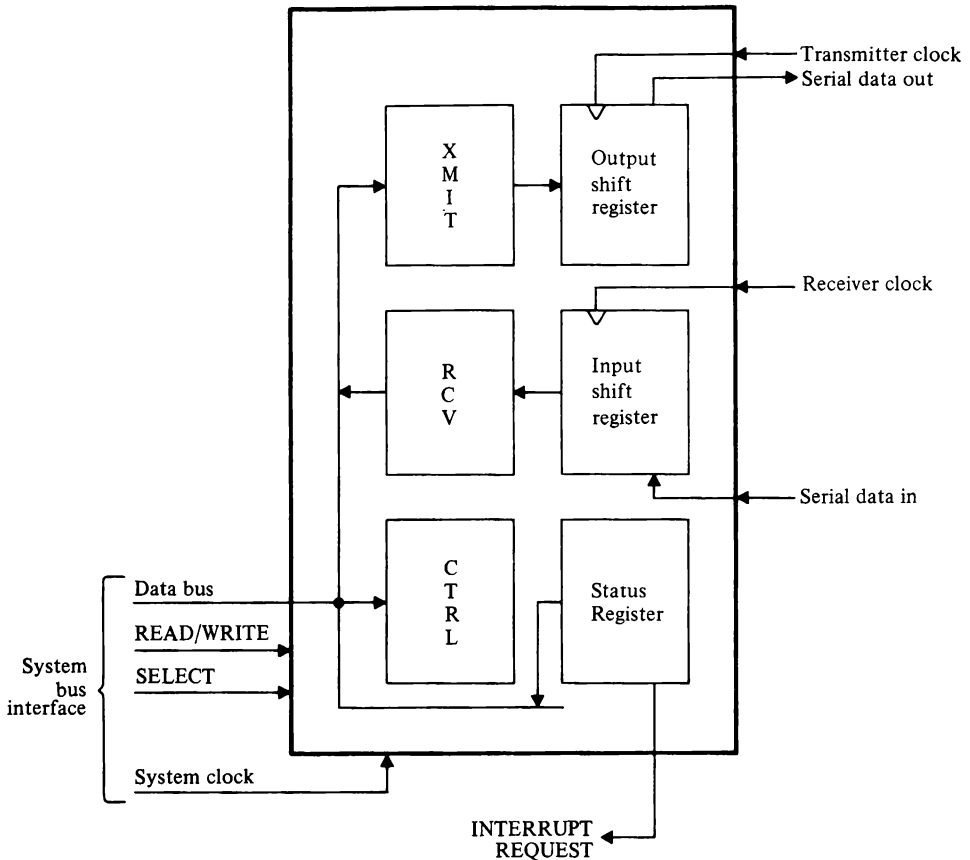 Transmitter clock
Serial data out
X
M
I
T
Output
shift
register
Receiver clock
R
C
V
Input
shift
register
Serial data in
C
T
R
L
Status
Register
Data bus
READ/WRITE
SELECT
System
bus
interface
System clock
INTERRUPT
REQUEST